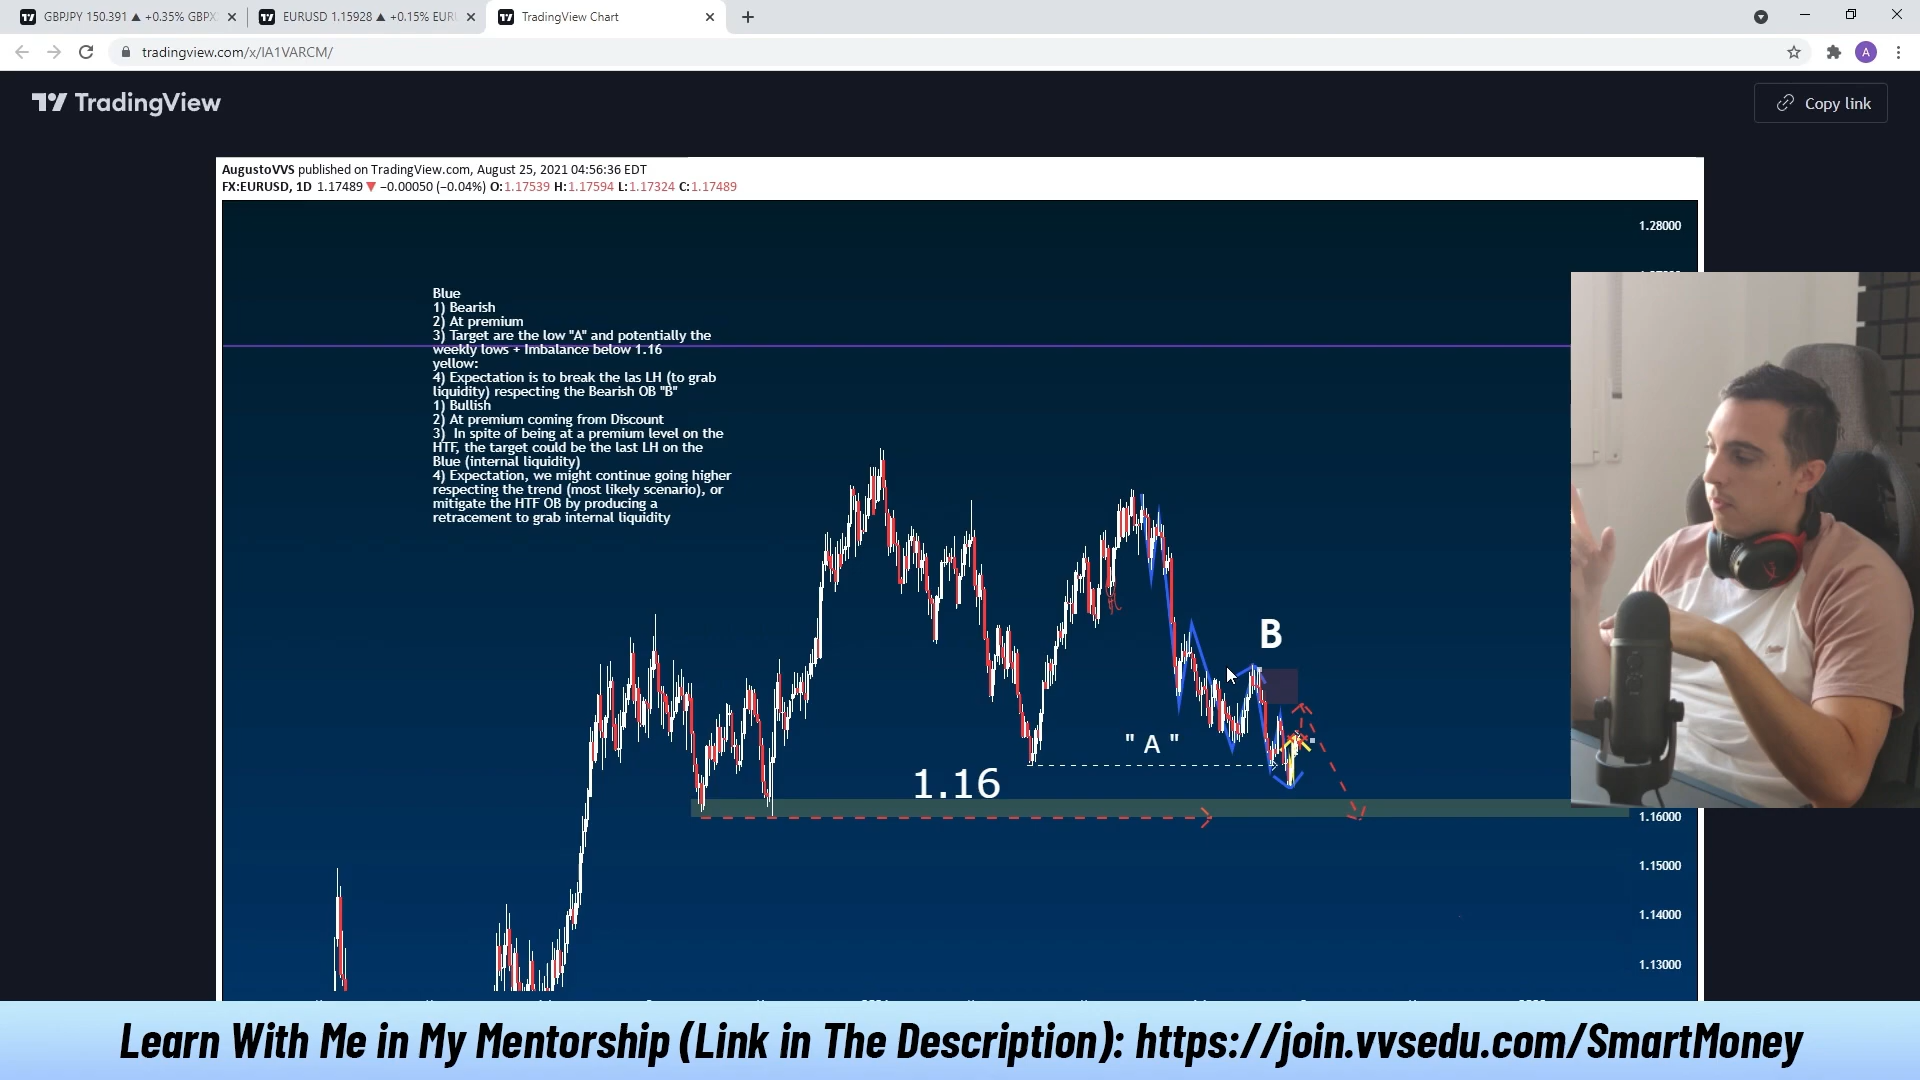 GBPJPY 150.391 ▲ +0.35% GBPX
EURUSD 1.15928 ▲ +0.15% EUR
TradingView Chart
tradingview.com/x/IA1VARCM/
A
TradingView
Copy link
AugustoVVS published on TradingView.com, August 25, 2021 04:56:36 EDT
FX:EURUSD, 1D 1.17489 ▼ −0.00050 (−0.04%) O:1.17539 H:1.17594 L:1.17324 C:1.17489
1.28000
Blue
1) Bearish
2) At premium
3) Target are the low "A" and potentially the
weekly lows + Imbalance below 1.16
yellow:
4) Expectation is to break the las LH (to grab
liquidity) respecting the Bearish OB "B"
1) Bullish
2) At premium coming from Discount
3) In spite of being at a premium level on the
HTF, the target could be the last LH on the
Blue (internal liquidity)
4) Expectation, we might continue going higher
respecting the trend (most likely scenario), or
mitigate the HTF OB by producing a
retracement to grab internal liquidity
B
" A "
1.16
1.16000
1.15000
1.14000
1.13000
Learn With Me in My Mentorship (Link in The Description): https://join.vvsedu.com/SmartMoney